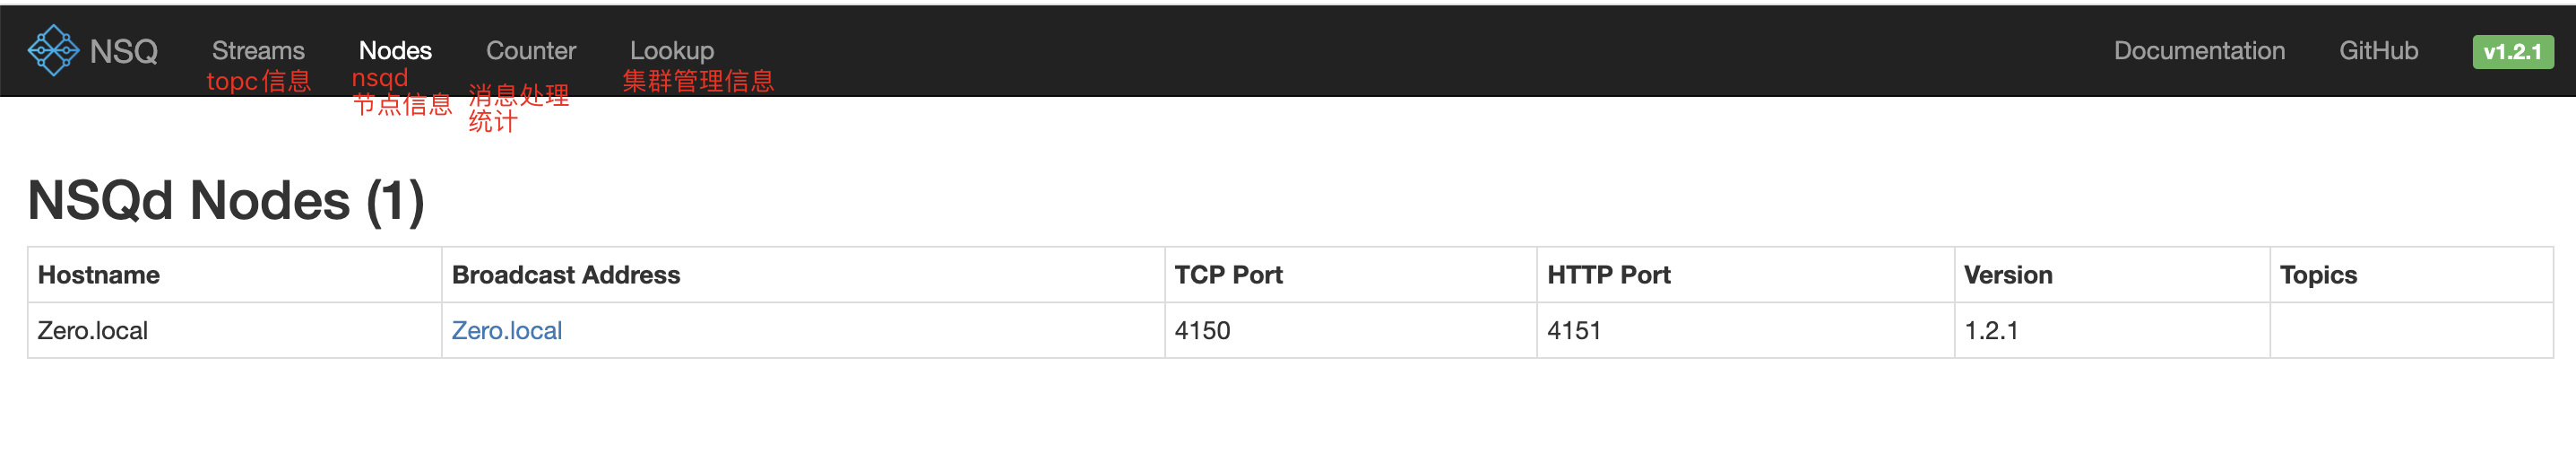 NSQ Streams Nodes Counter Lookup Documentation GitHub v1.2.1
topc信息 nsqd 节点信息 消息处理 统计 集群管理信息
NSQd Nodes (1)
Hostname Broadcast Address TCP Port HTTP Port Version Topics
Zero.local Zero.local 4150 4151 1.2.1